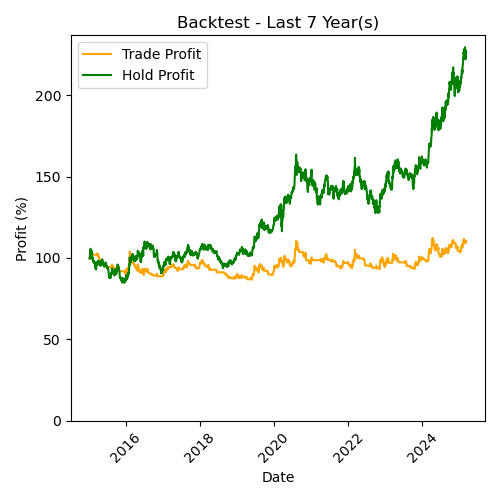 Backtest - Last 7 Year(s)
Trade Profit
Hold Profit
Profit (%)
200
150
100
50
0
2016
2018
2020
2022
2024
Date